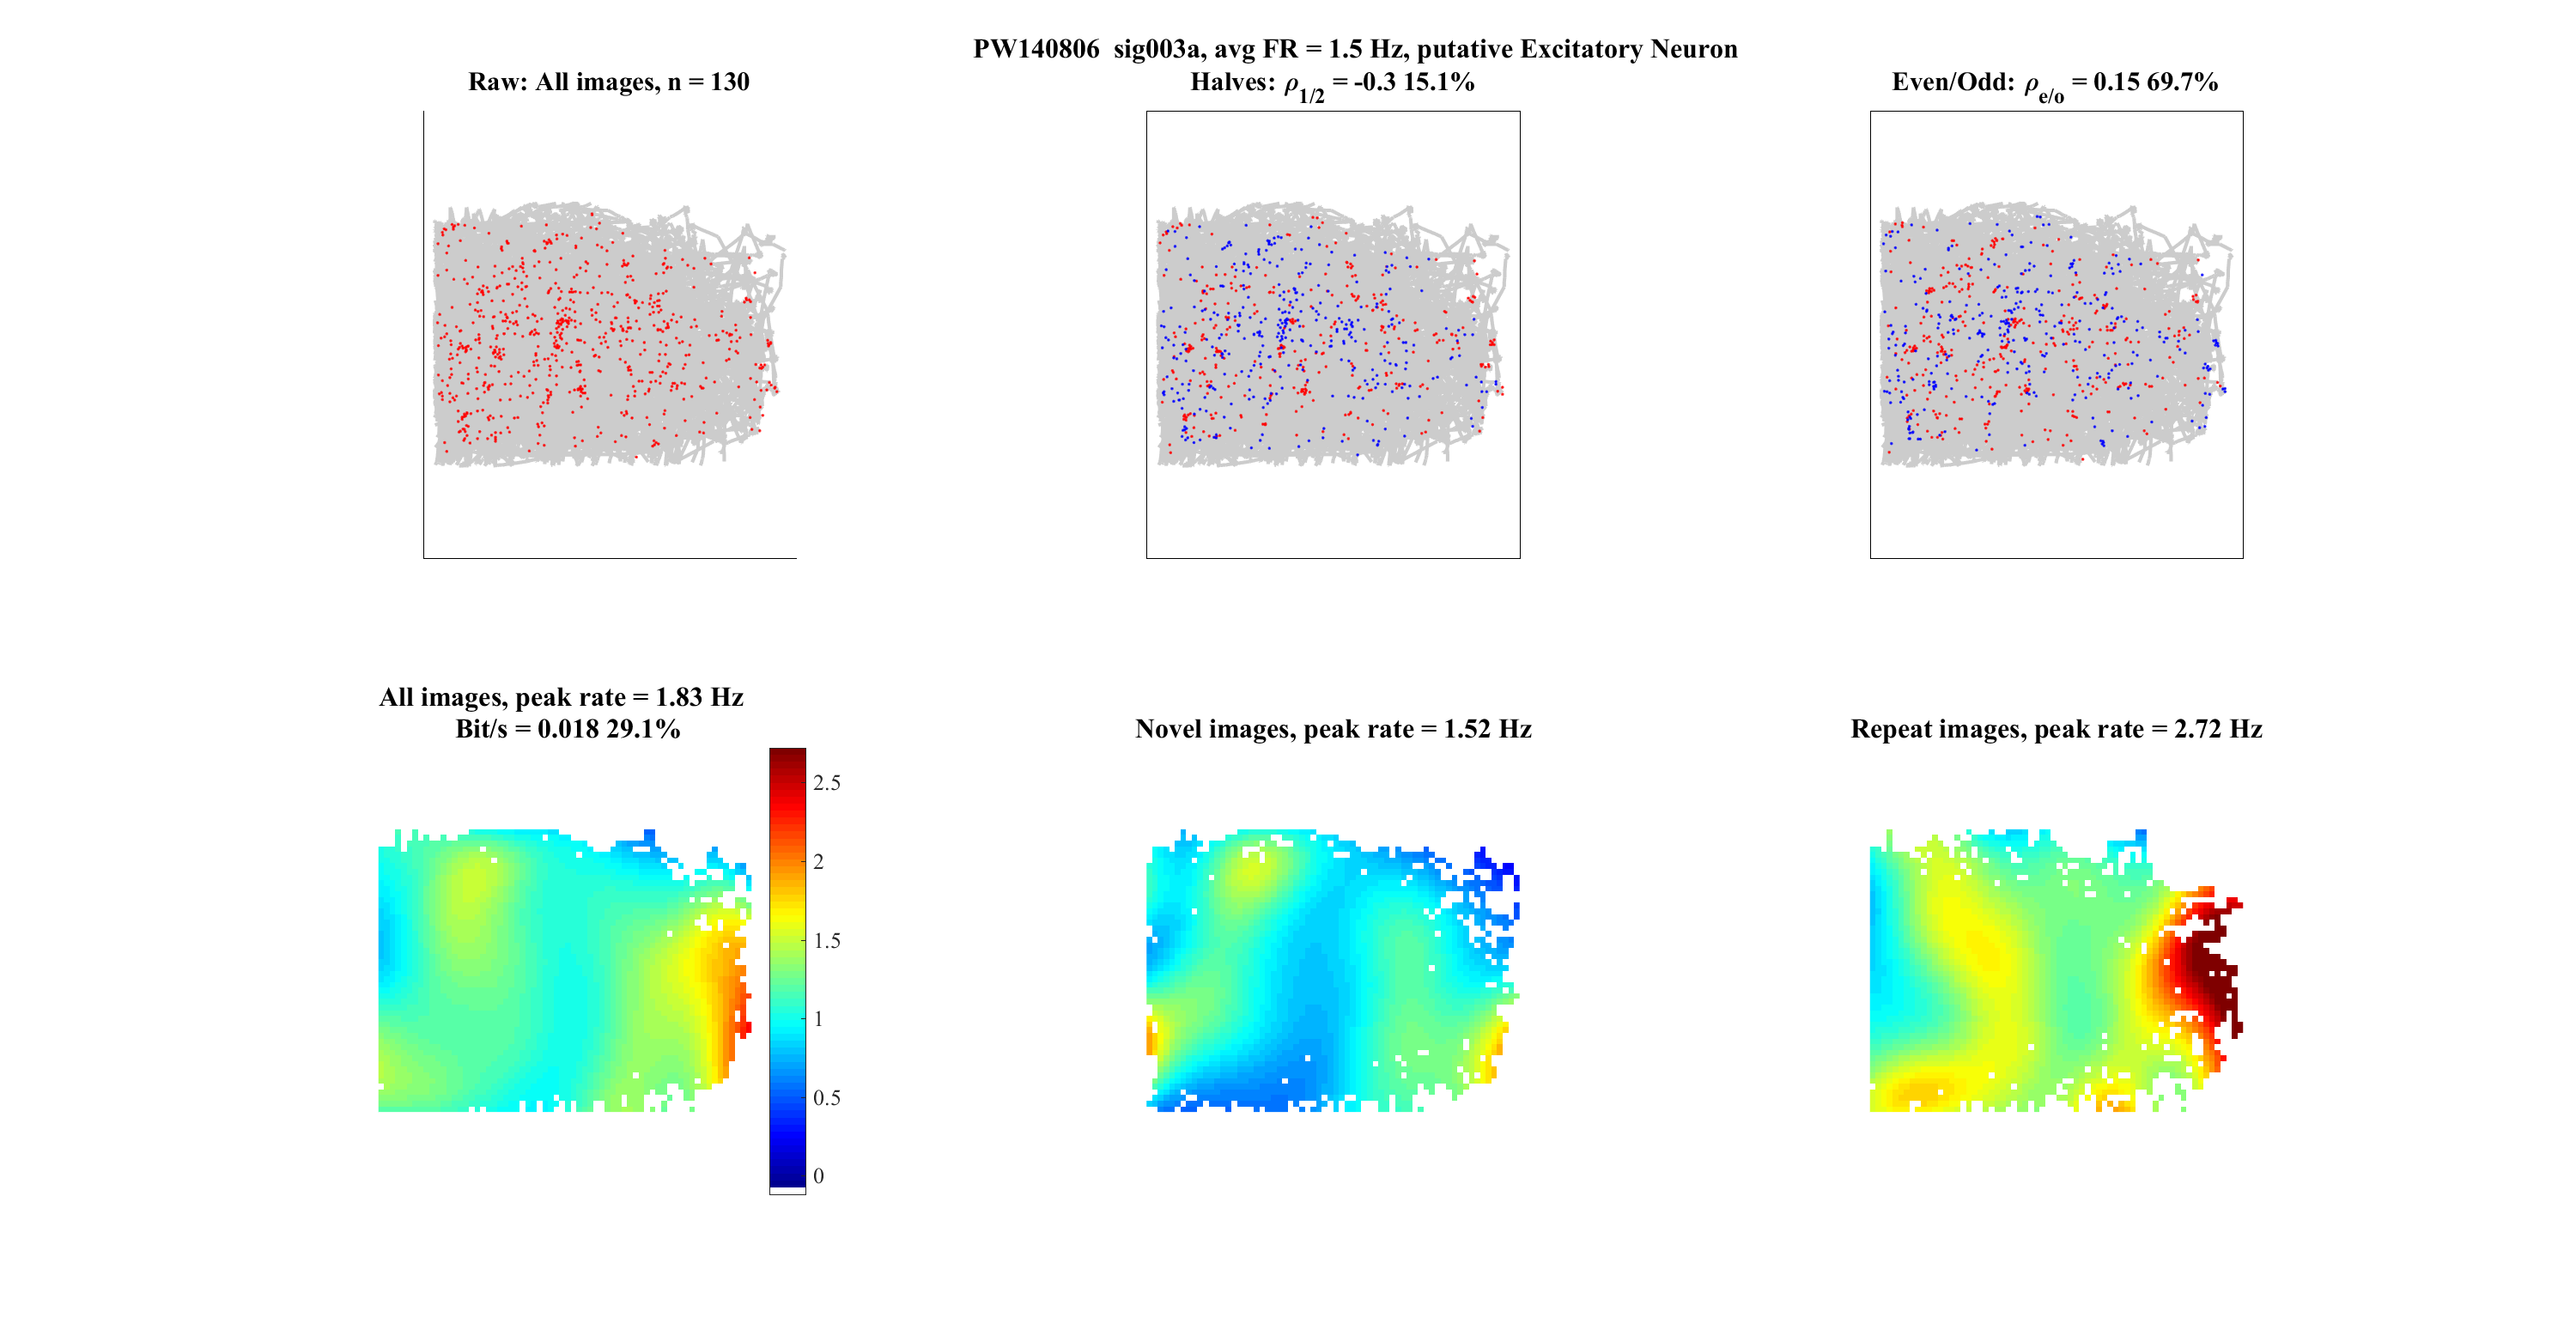 PW140806  sig003a, avg FR = 1.5 Hz, putative Excitatory Neuron
Raw: All images, n = 130
Halves: ρ1/2 = -0.3 15.1%
Even/Odd: ρe/o = 0.15 69.7%
All images, peak rate = 1.83 Hz
Bit/s = 0.018 29.1%
Novel images, peak rate = 1.52 Hz
Repeat images, peak rate = 2.72 Hz
2.5
2
1.5
1
0.5
0